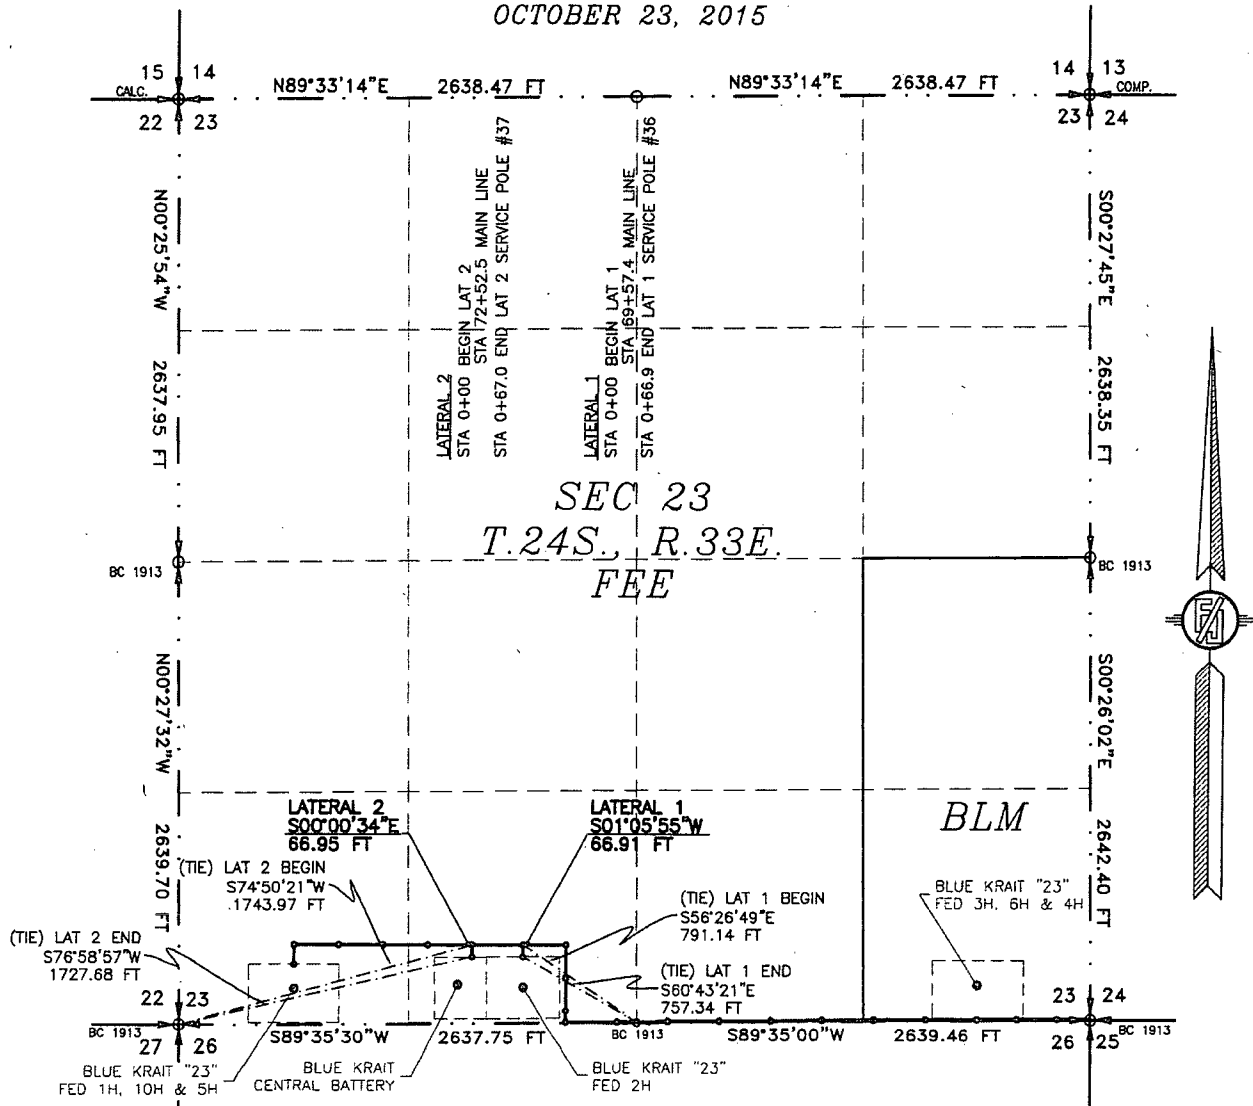 OCTOBER 23, 2015
15 14
CALC.
22 23
N89°33'14"E 2638.47 FT
N89°33'14"E 2638.47 FT
14 13
COMP.
23 24
N00°25'54"W 2637.95 FT
S00°27'45"E 2638.35 FT
LATERAL 2
STA 0+00 BEGIN LAT 2
STA 72+52.5 MAIN LINE
STA 0+67.0 END LAT 2 SERVICE POLE #37
LATERAL 1
STA 0+00 BEGIN LAT 1
STA 69+57.4 MAIN LINE
STA 0+66.9 END LAT 1 SERVICE POLE #36
SEC 23
T.24S., R.33E.
FEE
BC 1913
BC 1913
N00°27'32"W 2639.70 FT
S00°26'02"E 2642.40 FT
LATERAL 2
S00°00'34"E
66.95 FT
LATERAL 1
S01°05'55"W
66.91 FT
BLM
(TIE) LAT 2 BEGIN
S74°50'21"W
1743.97 FT
(TIE) LAT 1 BEGIN
S56°26'49"E
791.14 FT
BLUE KRAIT "23"
FED 3H, 6H & 4H
(TIE) LAT 2 END
S76°58'57"W
1727.68 FT
(TIE) LAT 1 END
S60°43'21"E
757.34 FT
22 23
BC 1913
27 26
S89°35'30"W 2637.75 FT
BC 1913
S89°35'00"W 2639.46 FT
23 24
BC 1913
26 25
BLUE KRAIT "23"
FED 1H, 10H & 5H
BLUE KRAIT
CENTRAL BATTERY
BLUE KRAIT "23"
FED 2H